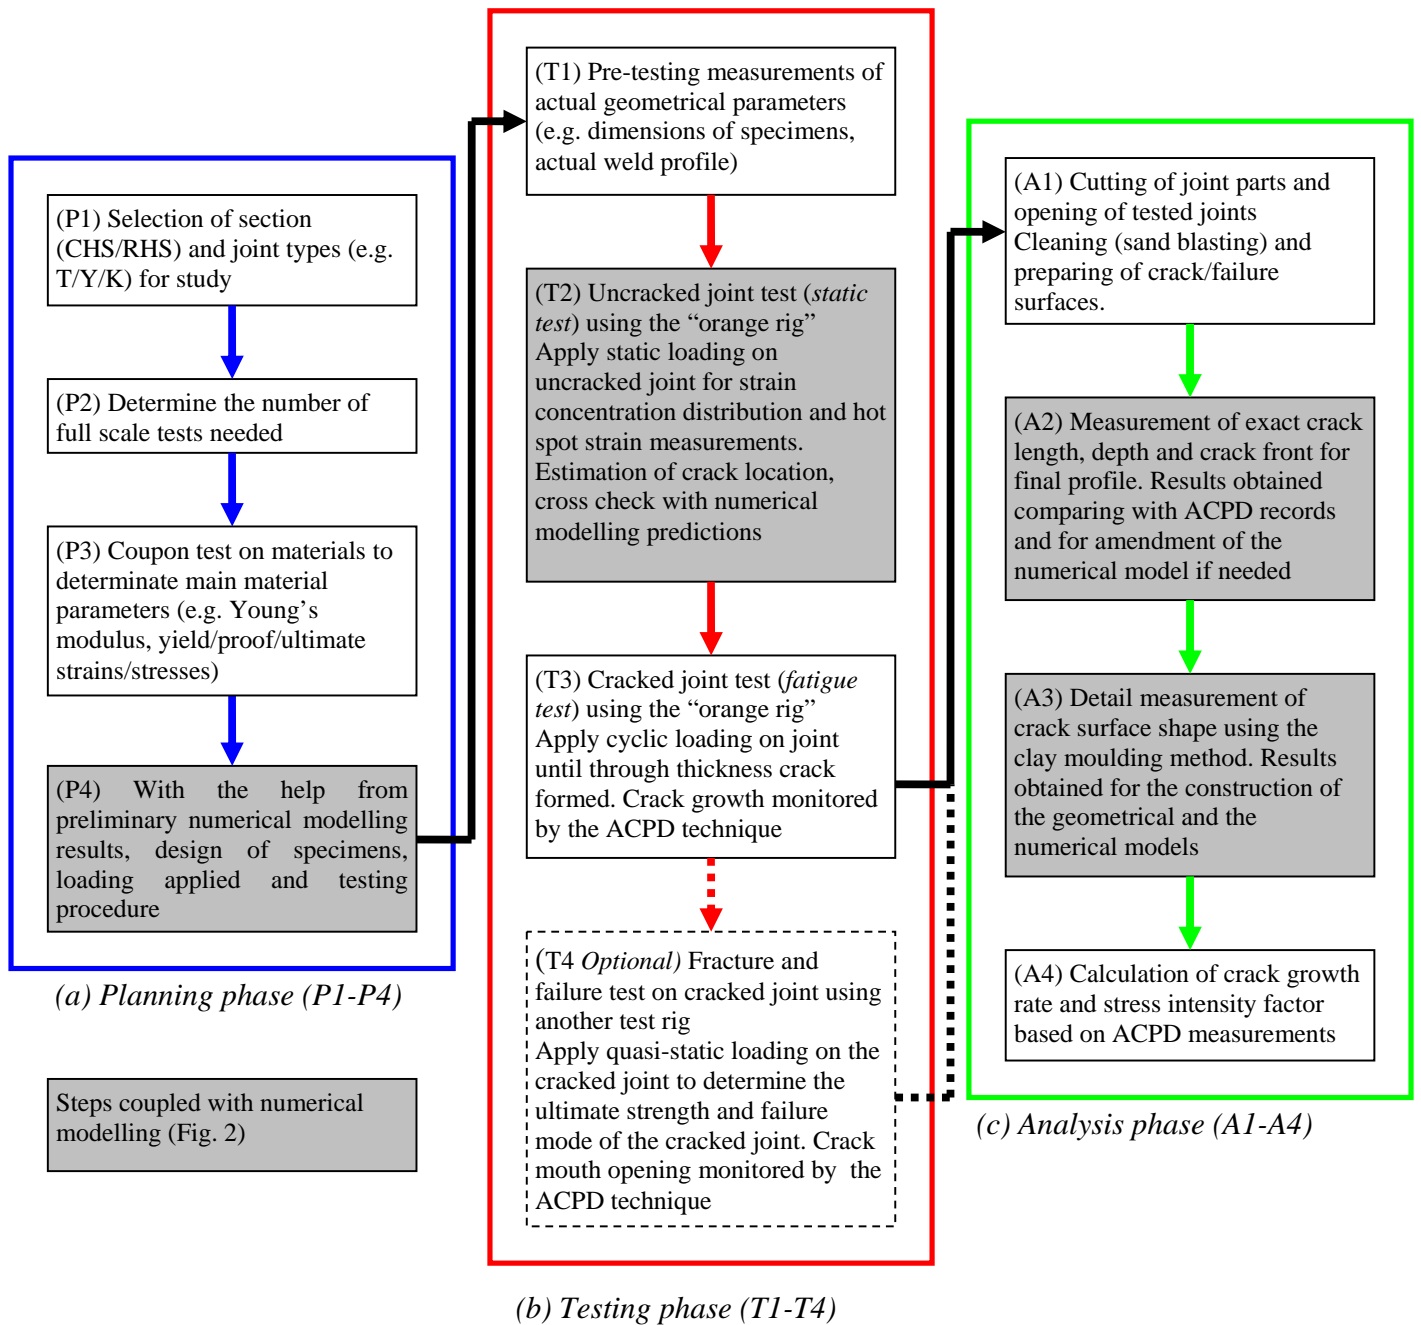 (P1) Selection of section
(CHS/RHS) and joint types (e.g.
T/Y/K) for study
(P2) Determine the number of
full scale tests needed
(P3) Coupon test on materials to
determinate main material
parameters (e.g. Young’s
modulus, yield/proof/ultimate
strains/stresses)
(P4) With the help from
preliminary numerical modelling
results, design of specimens,
loading applied and testing
procedure
(a) Planning phase (P1-P4)
Steps coupled with numerical
modelling (Fig. 2)
(T1) Pre-testing measurements of
actual geometrical parameters
(e.g. dimensions of specimens,
actual weld profile)
(T2) Uncracked joint test (static
test) using the “orange rig”
Apply static loading on
uncracked joint for strain
concentration distribution and hot
spot strain measurements.
Estimation of crack location,
cross check with numerical
modelling predictions
(T3) Cracked joint test (fatigue
test) using the “orange rig”
Apply cyclic loading on joint
until through thickness crack
formed. Crack growth monitored
by the ACPD technique
(T4 Optional) Fracture and
failure test on cracked joint using
another test rig
Apply quasi-static loading on the
cracked joint to determine the
ultimate strength and failure
mode of the cracked joint. Crack
mouth opening monitored by the
ACPD technique
(b) Testing phase (T1-T4)
(A1) Cutting of joint parts and
opening of tested joints
Cleaning (sand blasting) and
preparing of crack/failure
surfaces.
(A2) Measurement of exact crack
length, depth and crack front for
final profile. Results obtained
comparing with ACPD records
and for amendment of the
numerical model if needed
(A3) Detail measurement of
crack surface shape using the
clay moulding method. Results
obtained for the construction of
the geometrical and the
numerical models
(A4) Calculation of crack growth
rate and stress intensity factor
based on ACPD measurements
(c) Analysis phase (A1-A4)